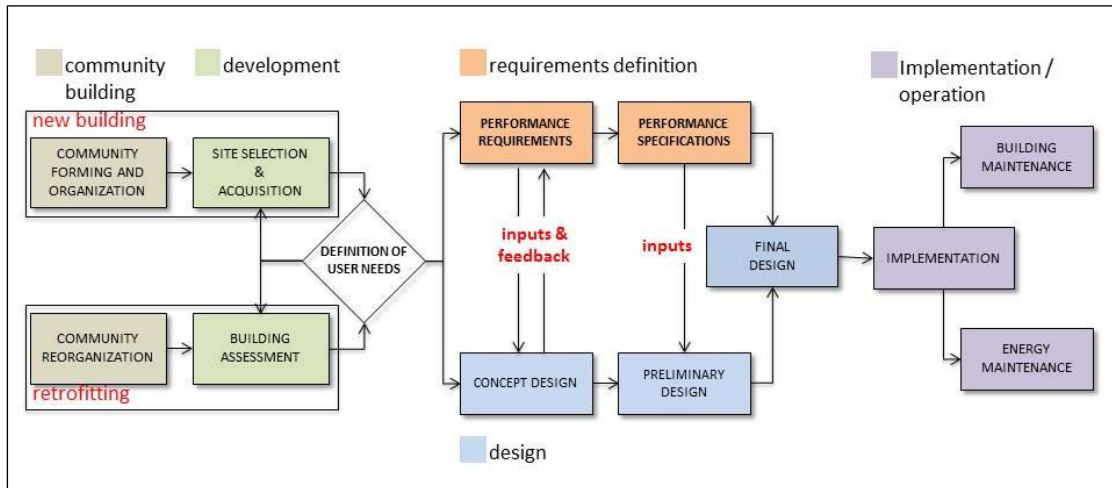 community
building
development
requirements definition
Implementation /
operation
new building
COMMUNITY
FORMING AND
ORGANIZATION
SITE SELECTION
&
ACQUISITION
PERFORMANCE
REQUIREMENTS
PERFORMANCE
SPECIFICATIONS
BUILDING
MAINTENANCE
DEFINITION OF
USER NEEDS
inputs &
feedback
inputs
FINAL
DESIGN
IMPLEMENTATION
COMMUNITY
REORGANIZATION
BUILDING
ASSESSMENT
retrofitting
CONCEPT DESIGN
PRELIMINARY
DESIGN
ENERGY
MAINTENANCE
design